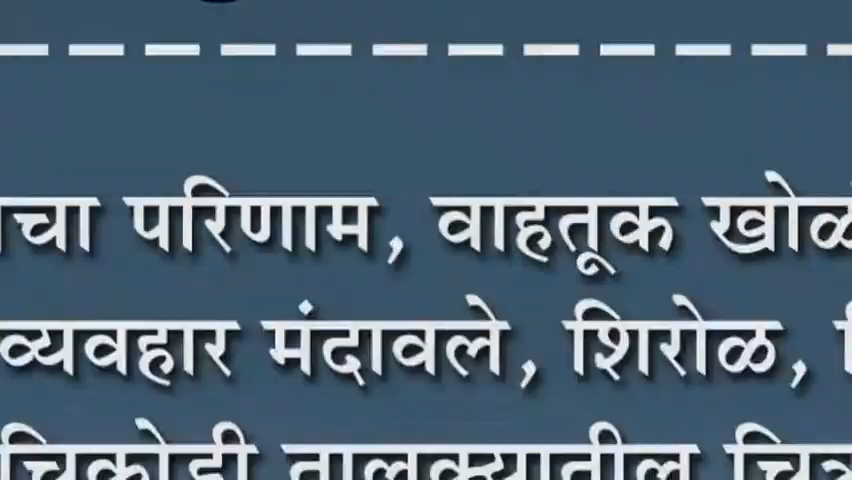 परिणाम, वाहतूक
व्यवहार मंदावले, शिरोळ,
चिकोडी तालुक्यातील